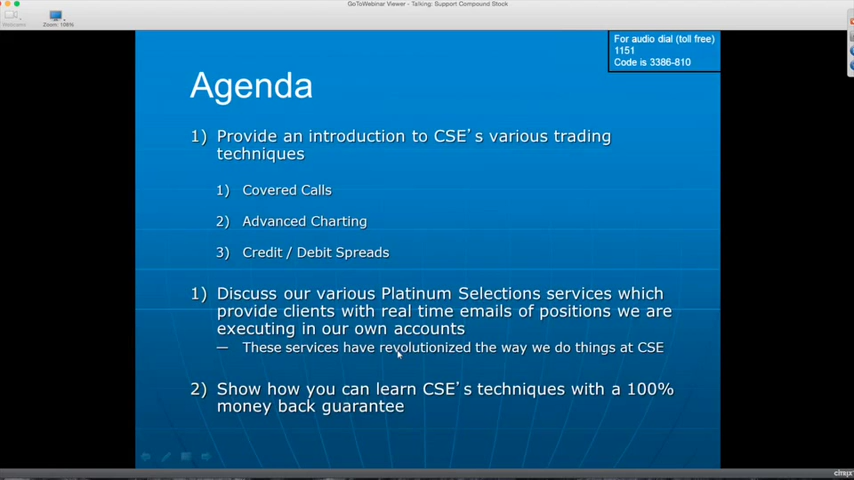 GoToWebinar Viewer - Talking: Support Compound Stock
Webcams
Zoom: 108%
For audio dial (toll free)
1151
Code is 3386-810
Agenda
1) Provide an introduction to CSE's various trading
techniques
1) Covered Calls
2) Advanced Charting
3) Credit / Debit Spreads
1) Discuss our various Platinum Selections services which
provide clients with real time emails of positions we are
executing in our own accounts
— These services have revolutionized the way we do things at CSE
2) Show how you can learn CSE's techniques with a 100%
money back guarantee
citrix